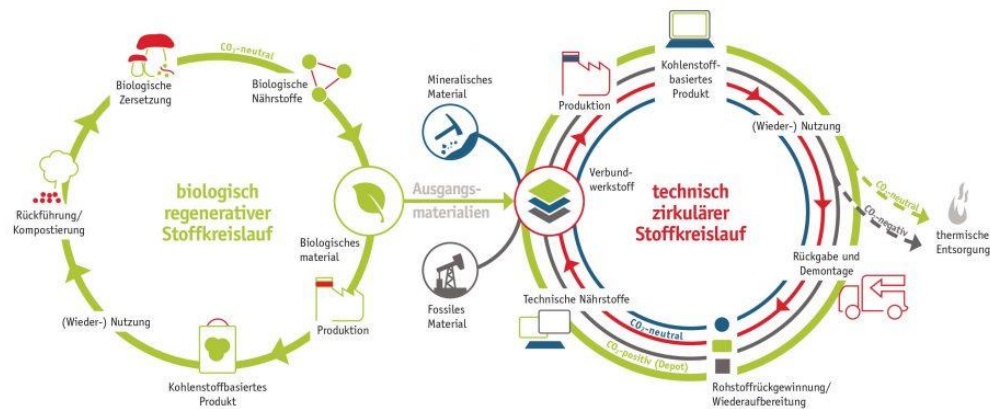 CO₂-neutral
Biologische
Zersetzung
Biologische
Nährstoffe
Rückführung/
Kompostierung
biologisch
regenerativer
Stoffkreislauf
Biologisches
material
(Wieder-) Nutzung
Produktion
Kohlenstoffbasiertes
Produkt
Mineralisches
Material
Ausgangs-
materialien
Fossiles
Material
Produktion
Kohlenstoff-
basiertes
Produkt
(Wieder-) Nutzung
Verbund-
werkstoff
technisch
zirkulärer
Stoffkreislauf
CO₂-neutral
CO₂-negativ
thermische
Entsorgung
Rückgabe und
Demontage
Technische Nährstoffe
CO₂-neutral
CO₂-positiv (Depot)
Rohstoffrückgewinnung/
Wiederaufbereitung